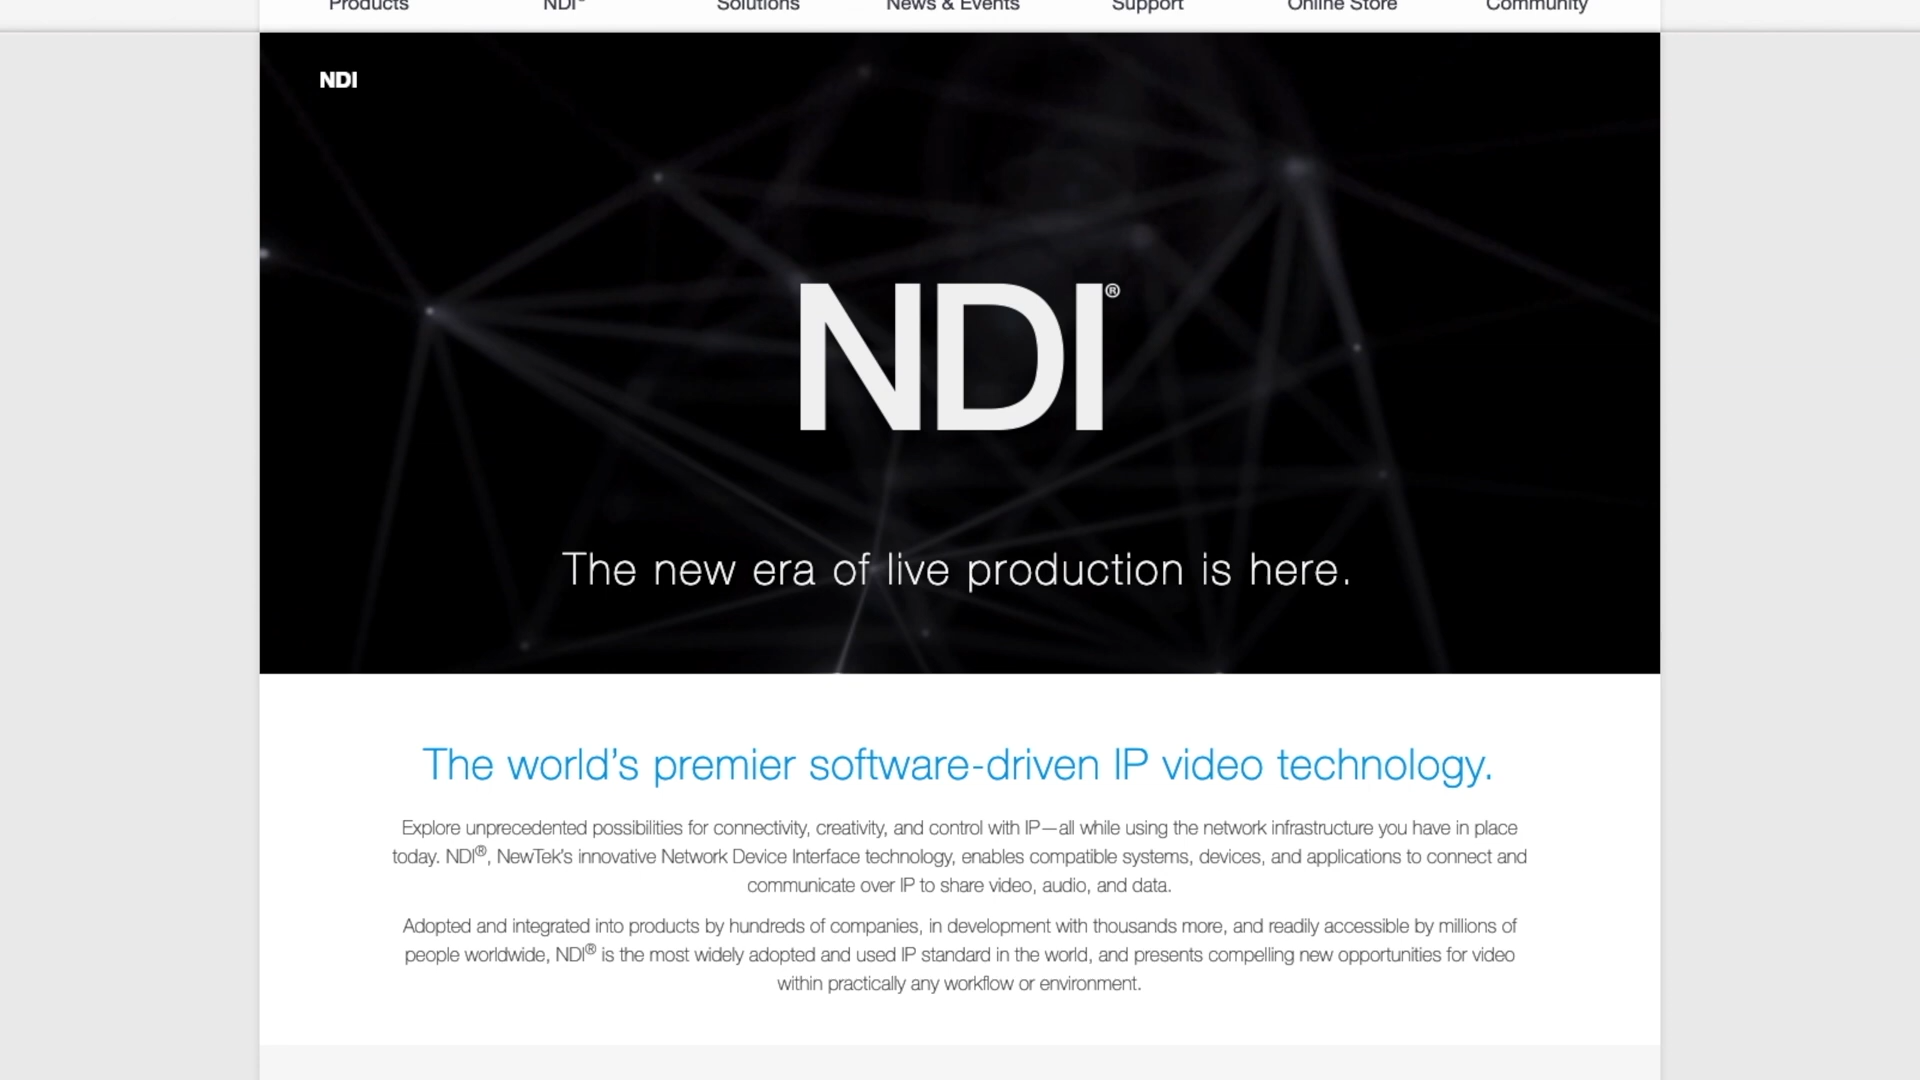 Products NDI® Solutions News & Events Support Online Store Community
NDI
NDI®
The new era of live production is here.
The world's premier software-driven IP video technology.
Explore unprecedented possibilities for connectivity, creativity, and control with IP—all while using the network infrastructure you have in place
today. NDI®, NewTek's innovative Network Device Interface technology, enables compatible systems, devices, and applications to connect and
communicate over IP to share video, audio, and data.
Adopted and integrated into products by hundreds of companies, in development with thousands more, and readily accessible by millions of
people worldwide, NDI® is the most widely adopted and used IP standard in the world, and presents compelling new opportunities for video
within practically any workflow or environment.